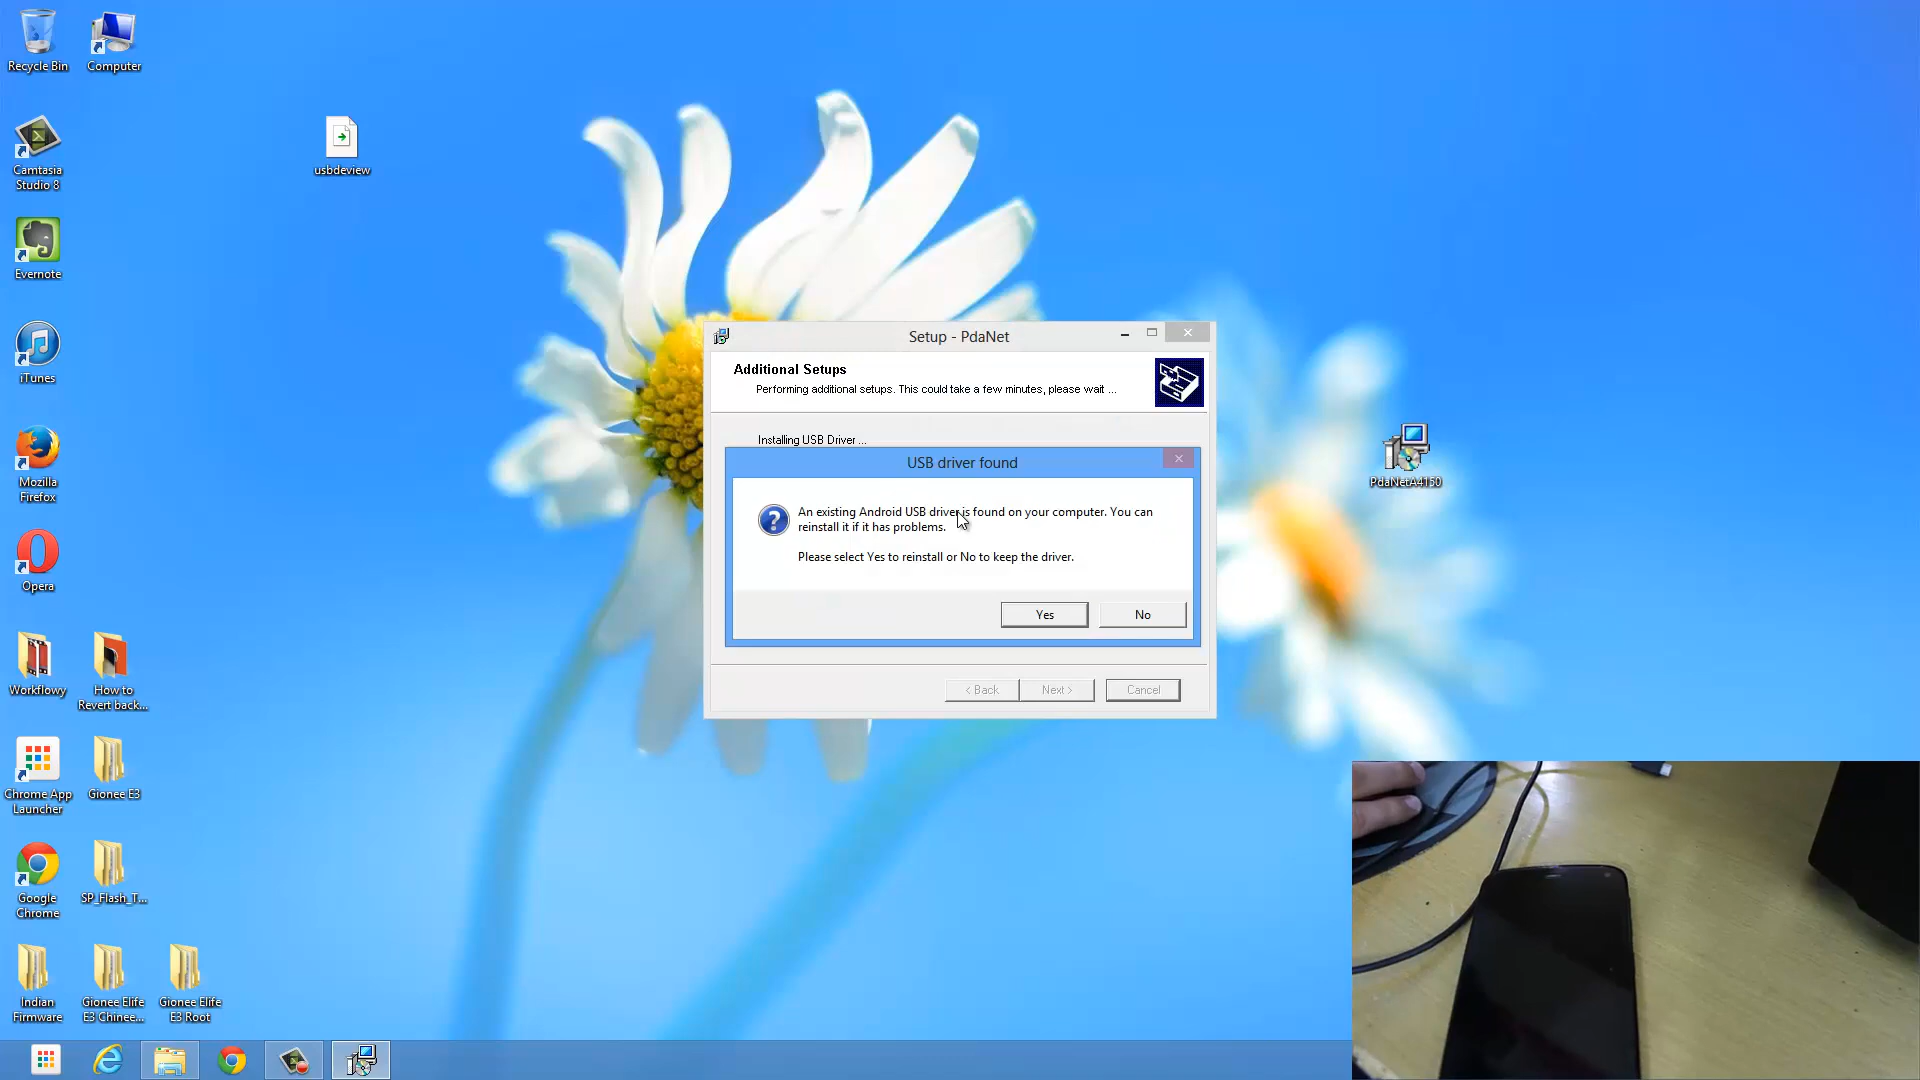 Recycle Bin
Computer
Camtasia
Studio 8
usbdeview
Evernote
iTunes
Mozilla
Firefox
Opera
Workflowy
How to
Revert back...
Chrome App
Launcher
Gionee E3
Google
Chrome
SP_Flash_T...
Indian
Firmware
Gionee Elife
E3 Chinee...
Gionee Elife
E3 Root
PdaNetA4150
Setup - PdaNet
Additional Setups
Performing additional setups. This could take a few minutes, please wait ...
Installing USB Driver ...
USB driver found
An existing Android USB driver is found on your computer. You can
reinstall it if it has problems.
Please select Yes to reinstall or No to keep the driver.
Yes
No
< Back
Next >
Cancel